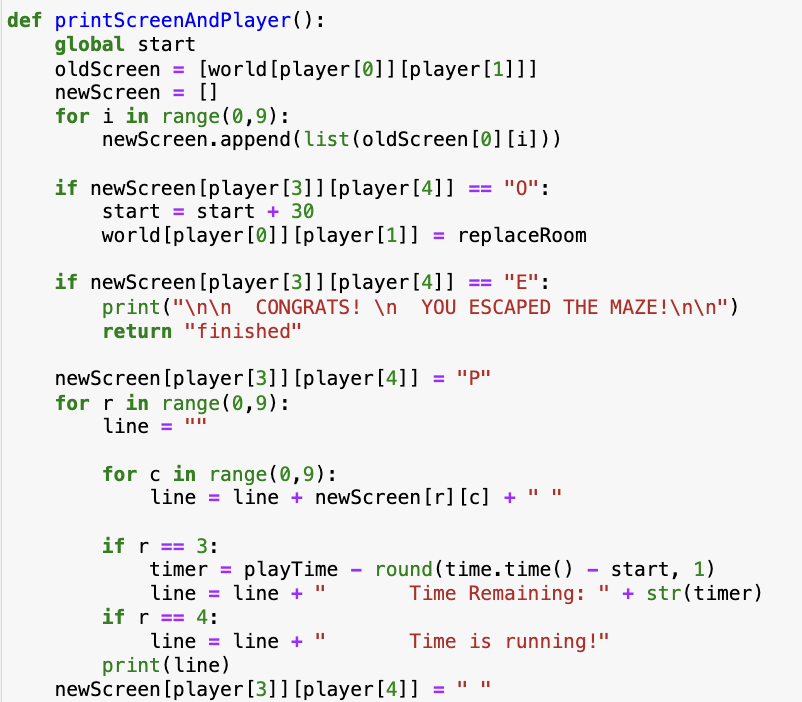 def printScreenAndPlayer():
    global start
    oldScreen = [world[player[0]][player[1]]]
    newScreen = []
    for i in range(0,9):
        newScreen.append(list(oldScreen[0][i]))

    if newScreen[player[3]][player[4]] == "O":
        start = start + 30
        world[player[0]][player[1]] = replaceRoom

    if newScreen[player[3]][player[4]] == "E":
        print("\n\n  CONGRATS! \n  YOU ESCAPED THE MAZE!\n\n")
        return "finished"

    newScreen[player[3]][player[4]] = "P"
    for r in range(0,9):
        line = ""

        for c in range(0,9):
            line = line + newScreen[r][c] + " "

        if r == 3:
            timer = playTime - round(time.time() - start, 1)
            line = line + "       Time Remaining: " + str(timer)
        if r == 4:
            line = line + "       Time is running!"
        print(line)
    newScreen[player[3]][player[4]] = " "